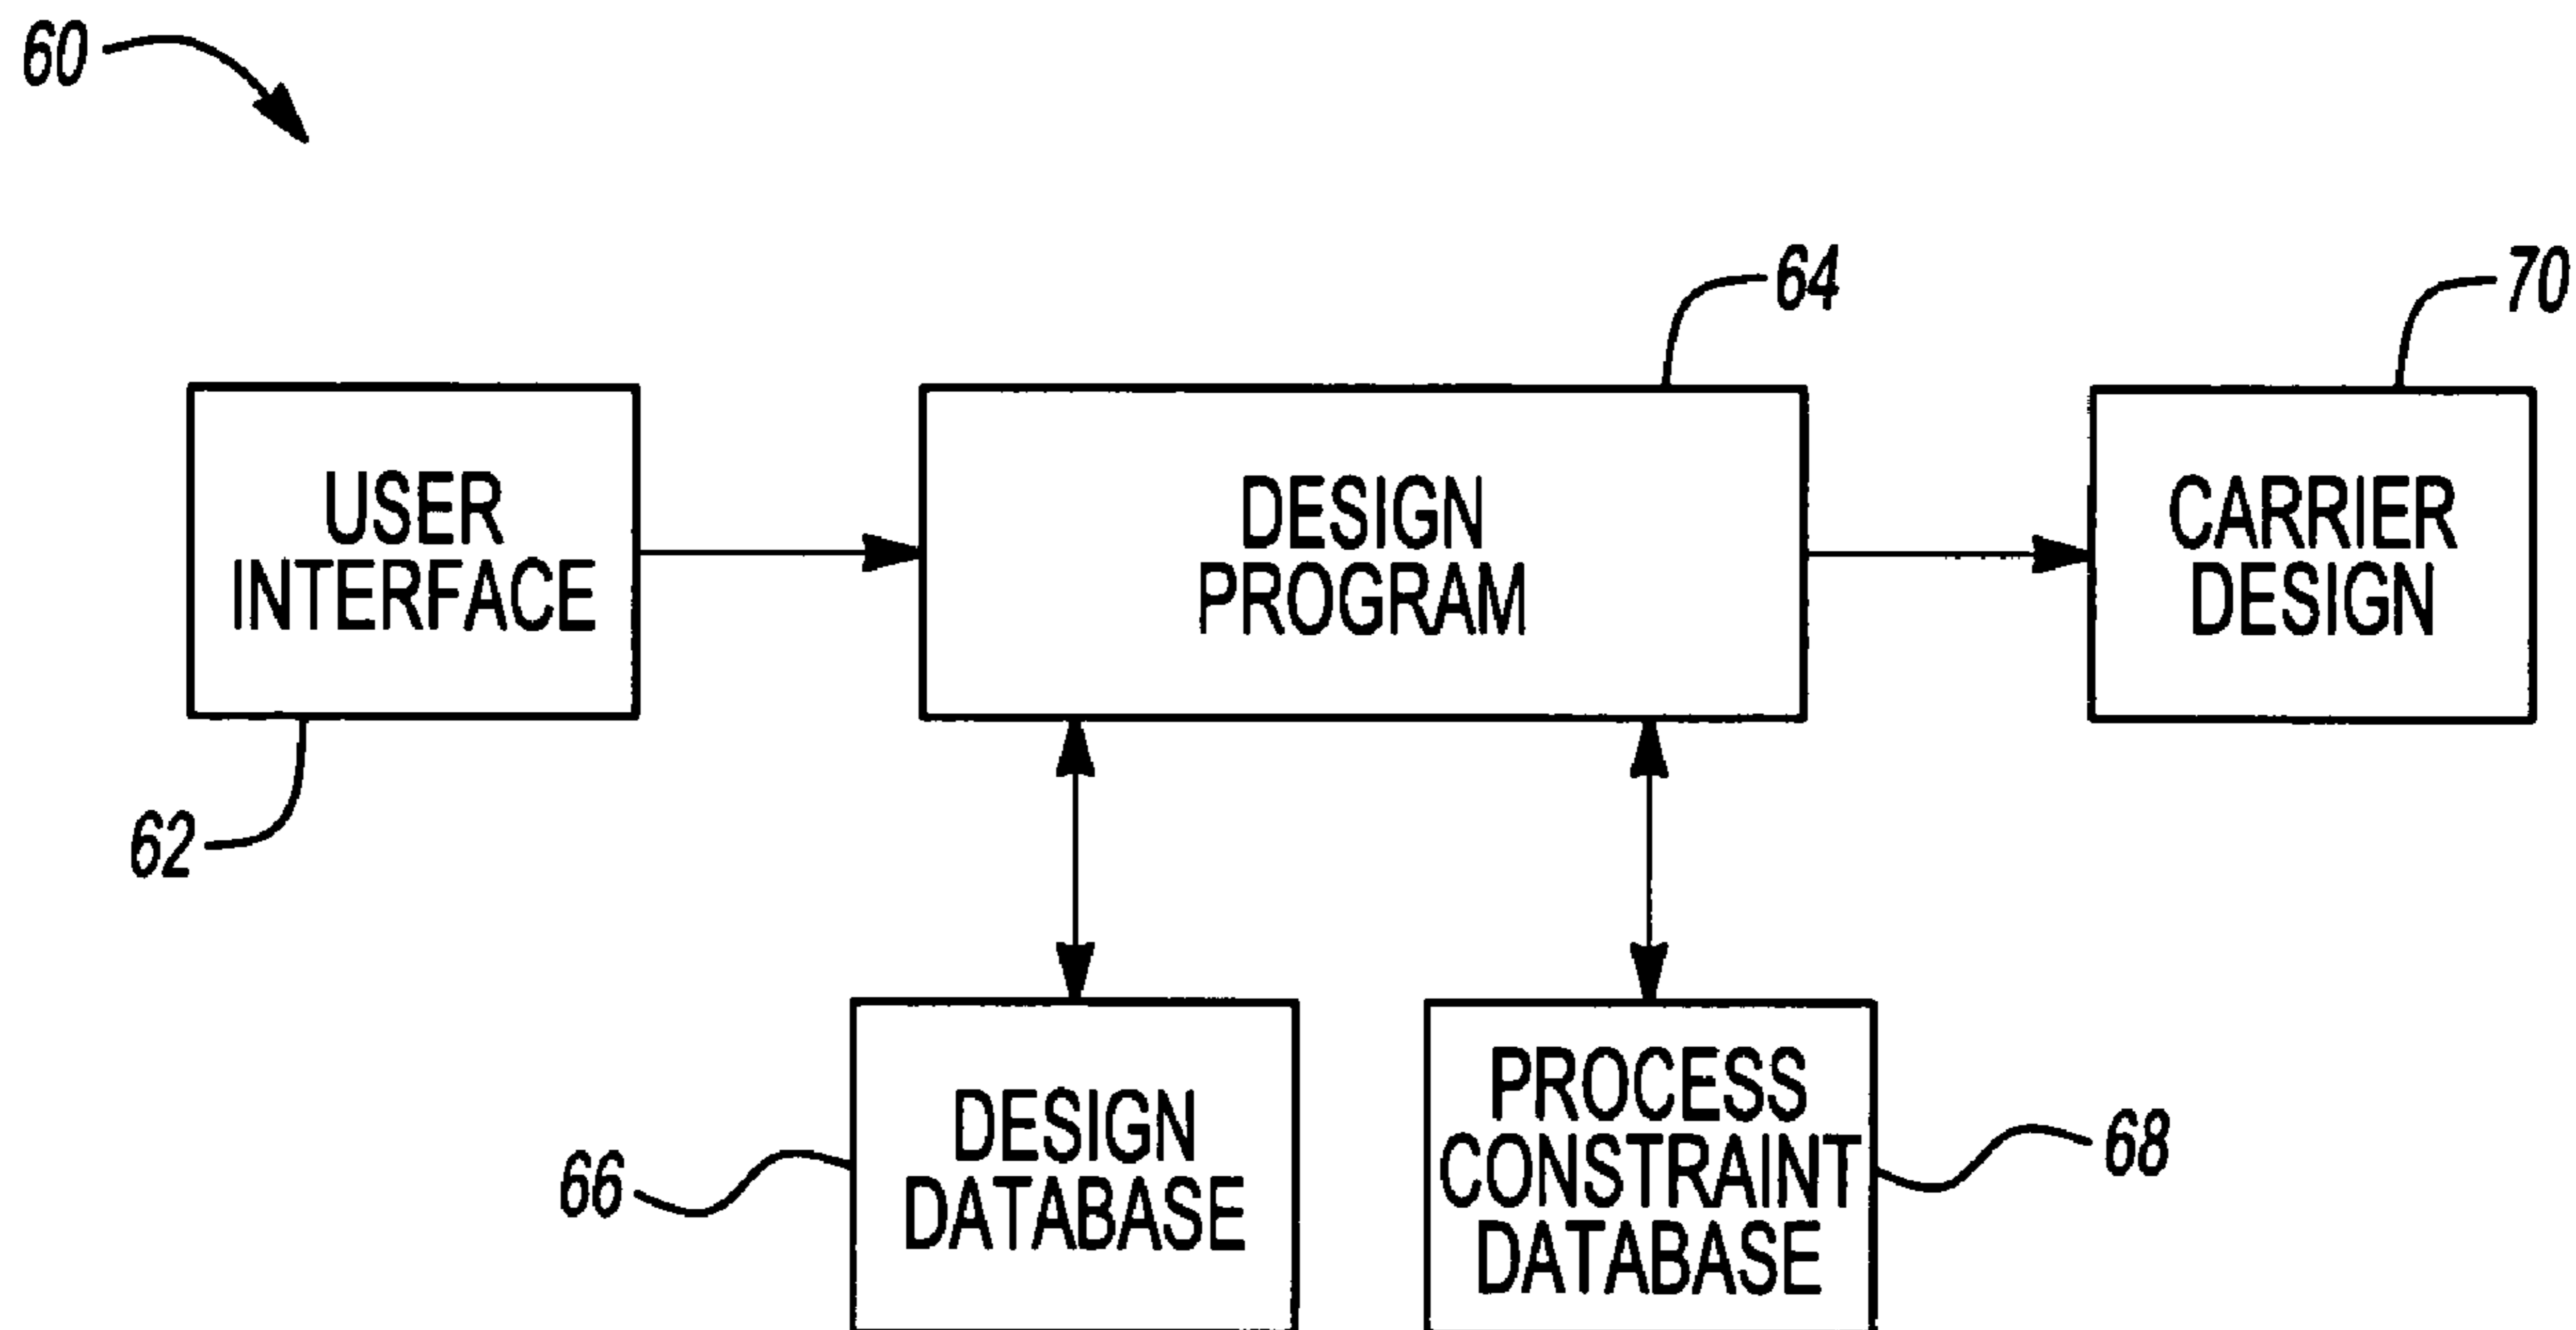 60
64
70
USER
INTERFACE
DESIGN
PROGRAM
CARRIER
DESIGN
62
66
DESIGN
DATABASE
PROCESS
CONSTRAINT
DATABASE
68